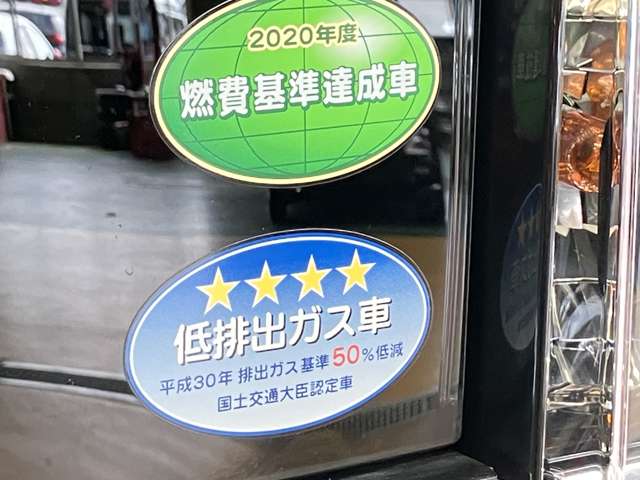 2020年度
燃費基準達成車
低排出ガス車
平成30年 排出ガス基準50%低減
国土交通大臣認定車